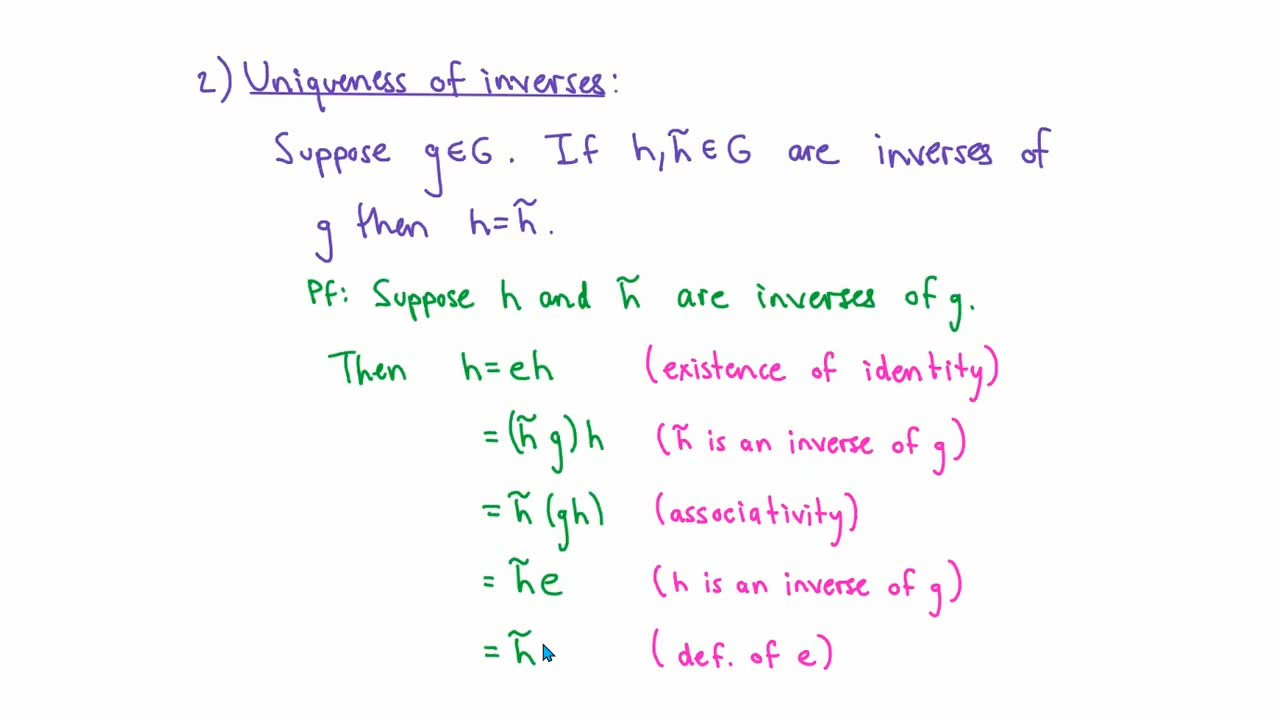 2) Uniqueness of inverses:
Suppose g∈G. If h, h̃∈G are inverses of
g then h=h̃.
Pf: Suppose h and h̃ are inverses of g.
Then h=eh (existence of identity)
=(h̃g)h (h̃ is an inverse of g)
=h̃(gh) (associativity)
=h̃e (h is an inverse of g)
=h̃ (def. of e)